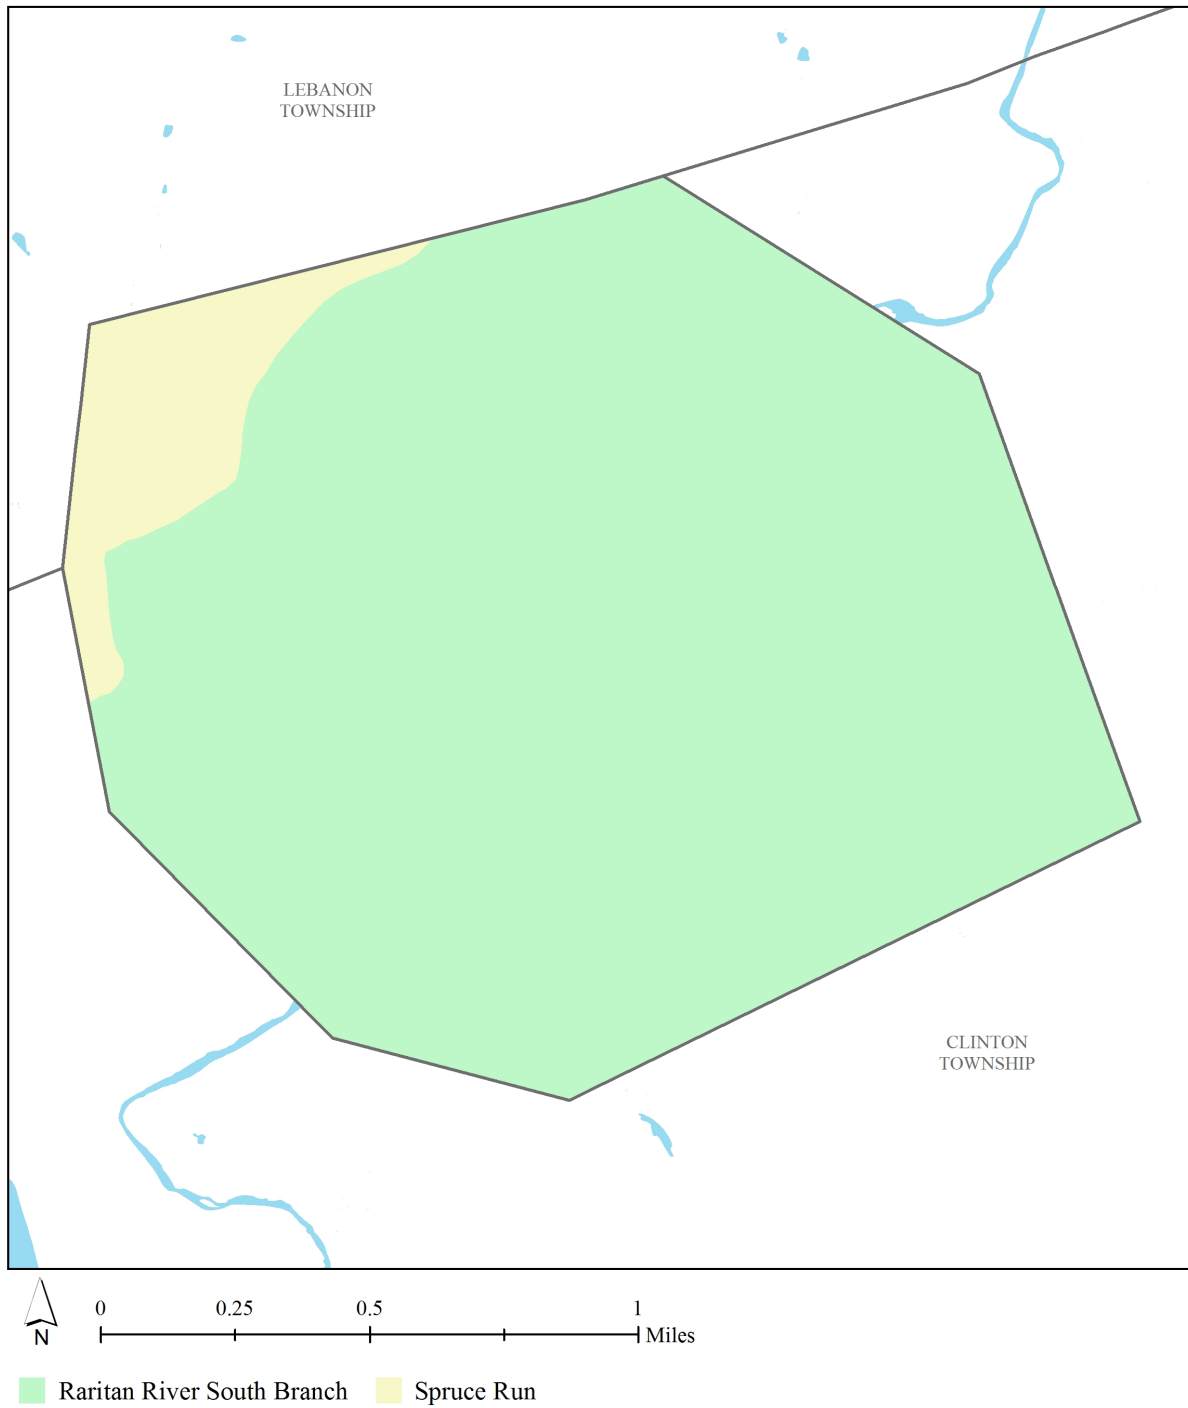 LEBANON
TOWNSHIP
CLINTON
TOWNSHIP
N
0 0.25 0.5 1
Miles
Raritan River South Branch Spruce Run